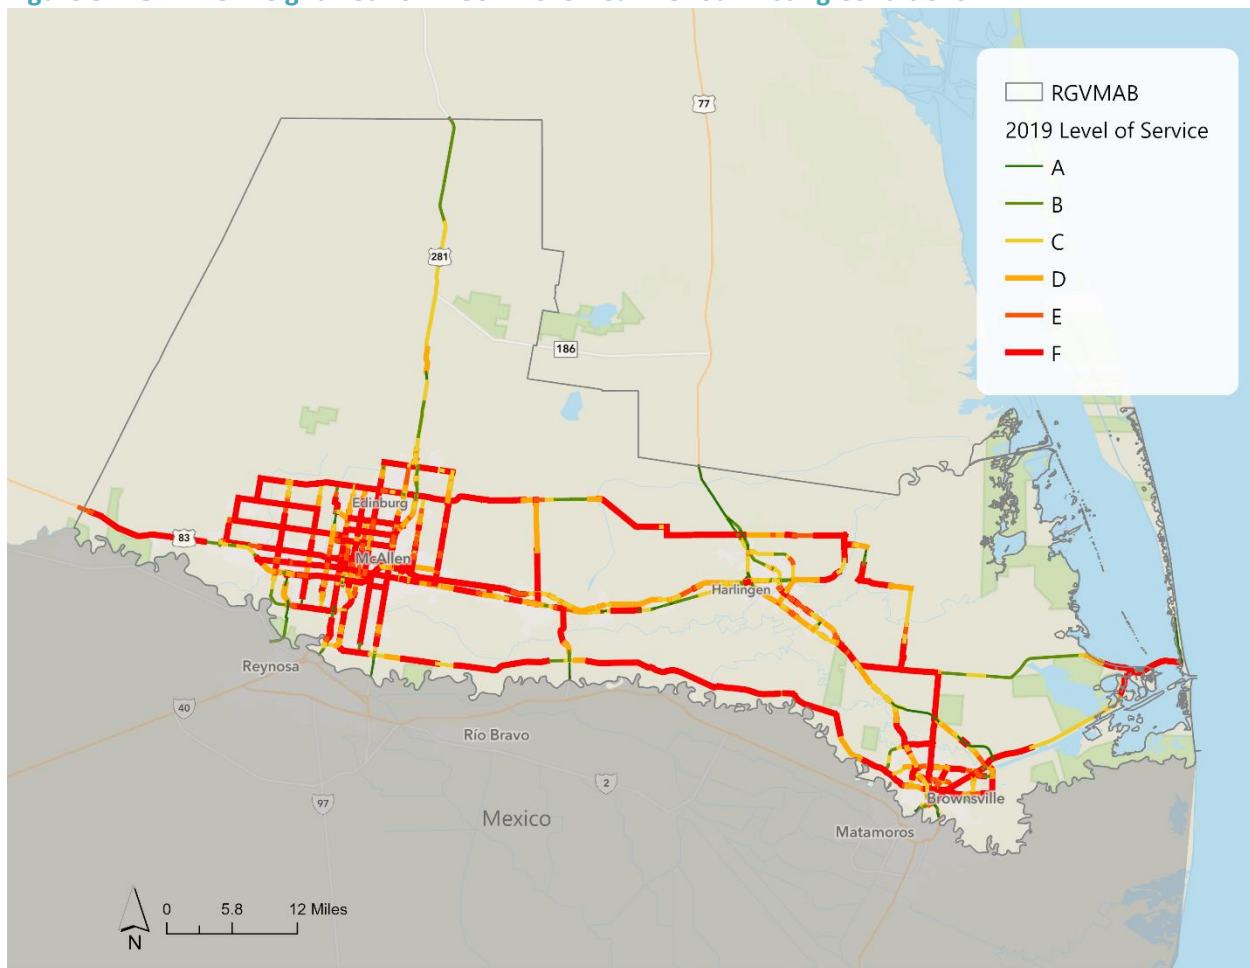 77
RGVMAB
2019 Level of Service
A
B
C
D
E
F
281
186
Edinburg
83
McAllen
Harlingen
Reynosa
40
Río Bravo
2
97
Mexico
Brownsville
Matamoros
0 5.8 12 Miles
N